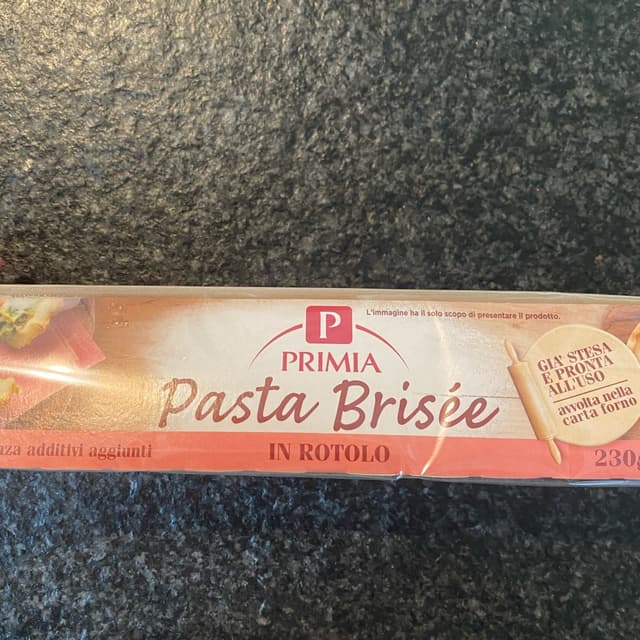 L'immagine ha il solo scopo di presentare il prodotto.
P
PRIMIA
Pasta Brisée
GIA' STESA
E PRONTA
ALL'USO
avvolta nella
carta forno
additivi aggiunti
IN ROTOLO
230g